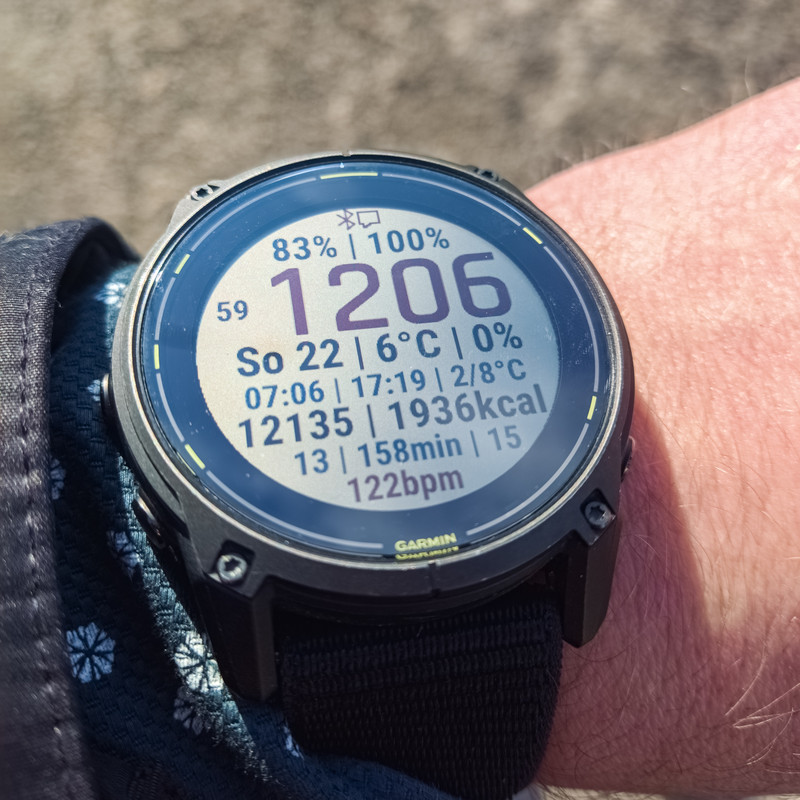 83% | 100%
59 1206
So 22 | 6°C | 0%
07:06 | 17:19 | 2/8°C
12135 | 1936kcal
13 | 158min | 15
122bpm
GARMIN